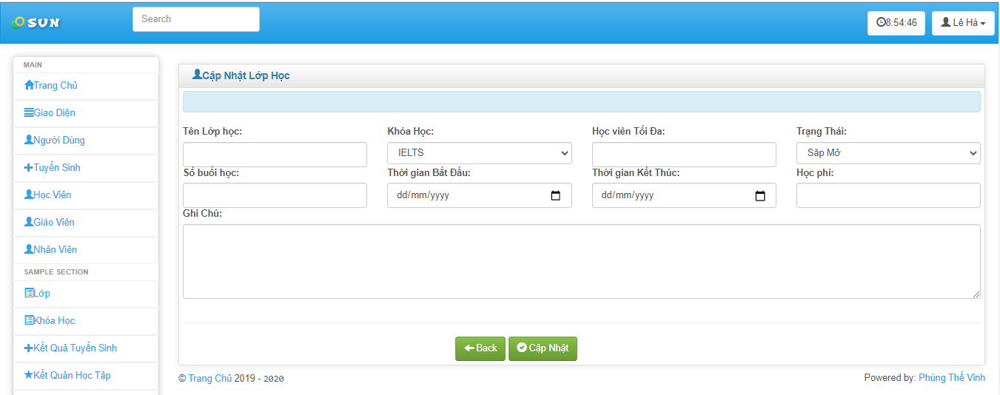 SUN
Search
8:54:46
Lê Hà
MAIN
Trang Chủ
Giao Diện
Người Dùng
Tuyển Sinh
Học Viên
Giáo Viên
Nhân Viên
SAMPLE SECTION
Lớp
Khóa Học
Kết Quả Tuyển Sinh
Kết Quản Học Tập
Cập Nhật Lớp Học
Tên Lớp học:
Khóa Học:
Học viên Tối Đa:
Trạng Thái:
IELTS
Săp Mở
Số buổi học:
Thời gian Bắt Đầu:
Thời gian Kết Thúc:
Học phí:
dd/mm/yyyy
dd/mm/yyyy
Ghi Chú:
Back
Cập Nhật
© Trang Chủ 2019 - 2020
Powered by: Phùng Thế Vinh